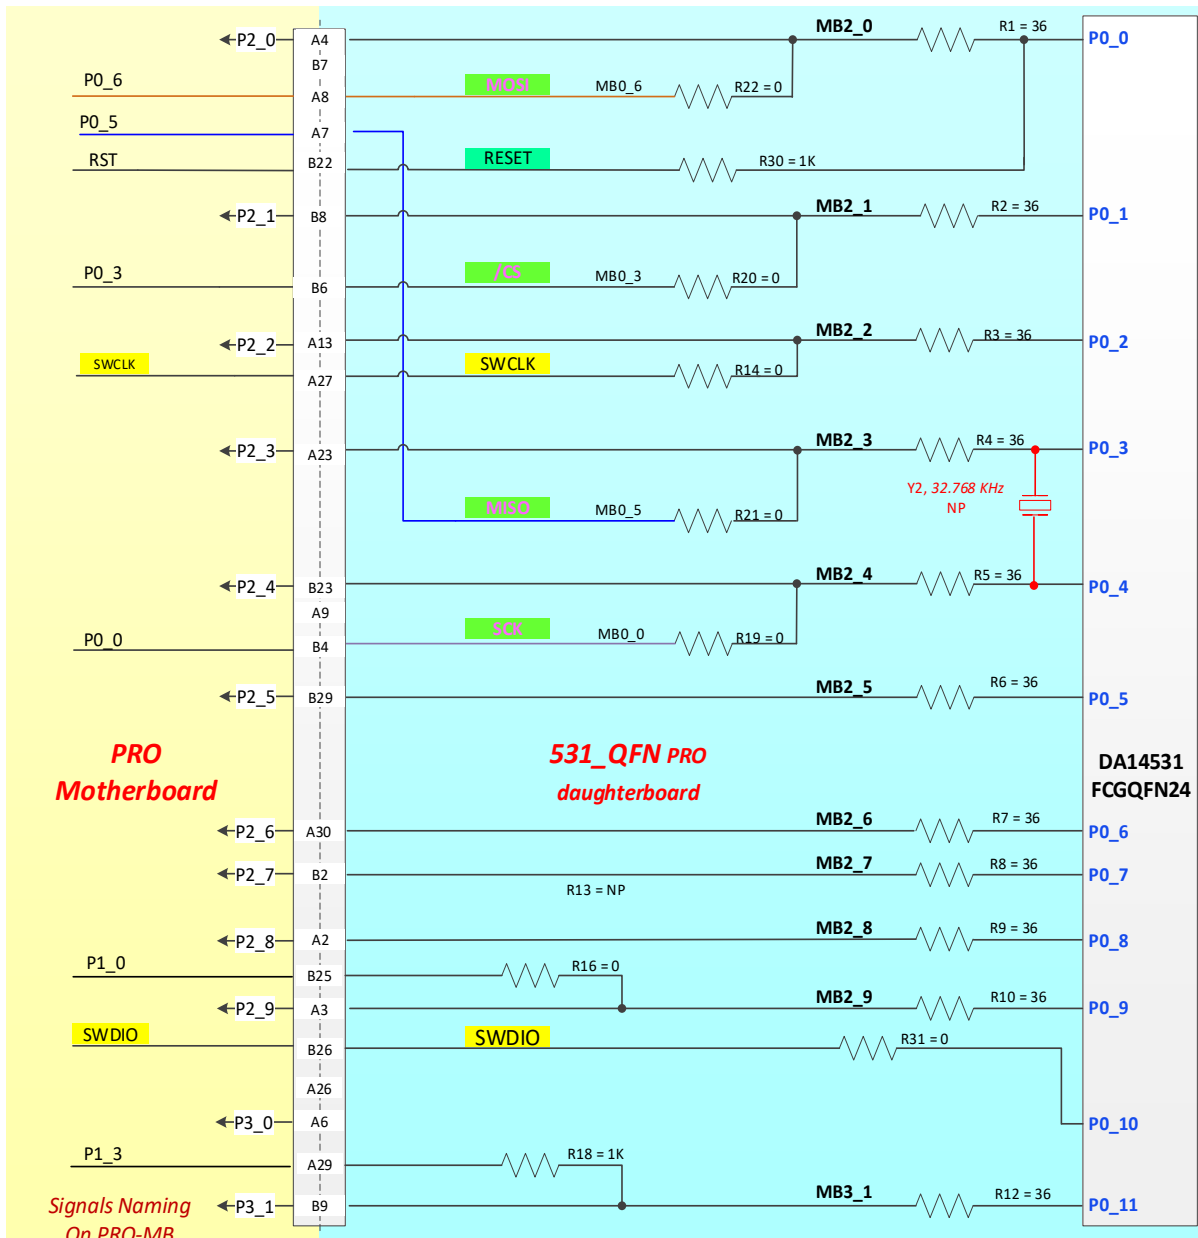 P2_0 A4 MB2_0 R1 = 36 P0_0
B7
P0_6 A8 MOSI MB0_6 R22 = 0
P0_5 A7
RST B22 RESET R30 = 1K
P2_1 B8 MB2_1 R2 = 36 P0_1
P0_3 B6 /CS MB0_3 R20 = 0
P2_2 A13 MB2_2 R3 = 36 P0_2
SWCLK A27 SWCLK R14 = 0
P2_3 A23 MB2_3 R4 = 36 P0_3
Y2, 32.768 KHz
NP
MISO MB0_5 R21 = 0
P2_4 B23 MB2_4 R5 = 36 P0_4
A9
P0_0 B4 SCK MB0_0 R19 = 0
P2_5 B29 MB2_5 R6 = 36 P0_5
PRO
Motherboard
531_QFN PRO
daughterboard
DA14531
FCGQFN24
P2_6 A30 MB2_6 R7 = 36 P0_6
P2_7 B2 MB2_7 R8 = 36 P0_7
R13 = NP
P2_8 A2 MB2_8 R9 = 36 P0_8
P1_0 B25 R16 = 0
P2_9 A3 MB2_9 R10 = 36 P0_9
SWDIO B26 SWDIO R31 = 0
A26
P3_0 A6 P0_10
P1_3 A29 R18 = 1K
P3_1 B9 MB3_1 R12 = 36 P0_11
Signals Naming
On PRO-MB